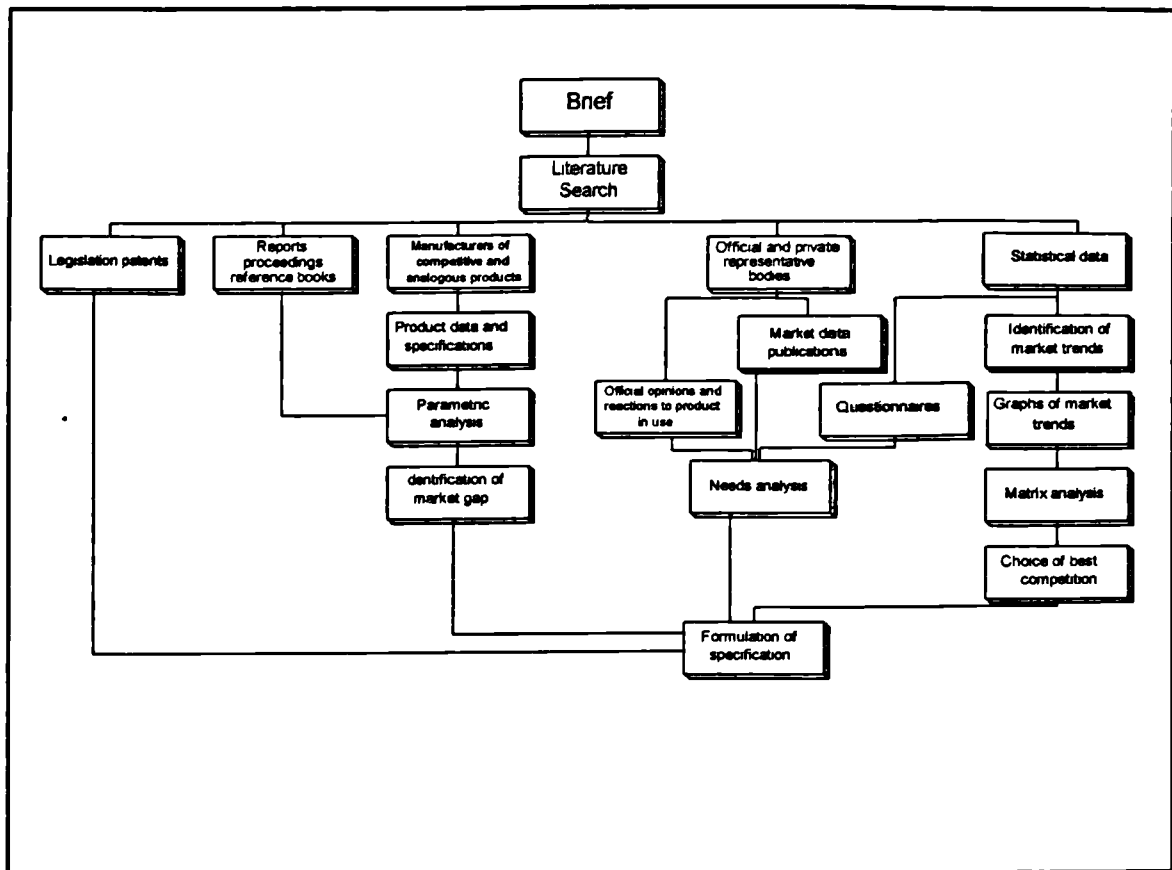 Brief
Literature
Search
Legislation patents
Reports
proceedings
reference books
Manufacturers of
competitive and
analogous products
Official and private
representative
bodies
Statistical data
Product data and
specifications
Market data
publications
Identification of
market trends
Official opinions and
reactions to product
in use
Questionnaires
Graphs of market
trends
Parametric
analysis
dentification of
market gap
Needs analysis
Matrix analysis
Choice of best
competition
Formulation of
specification